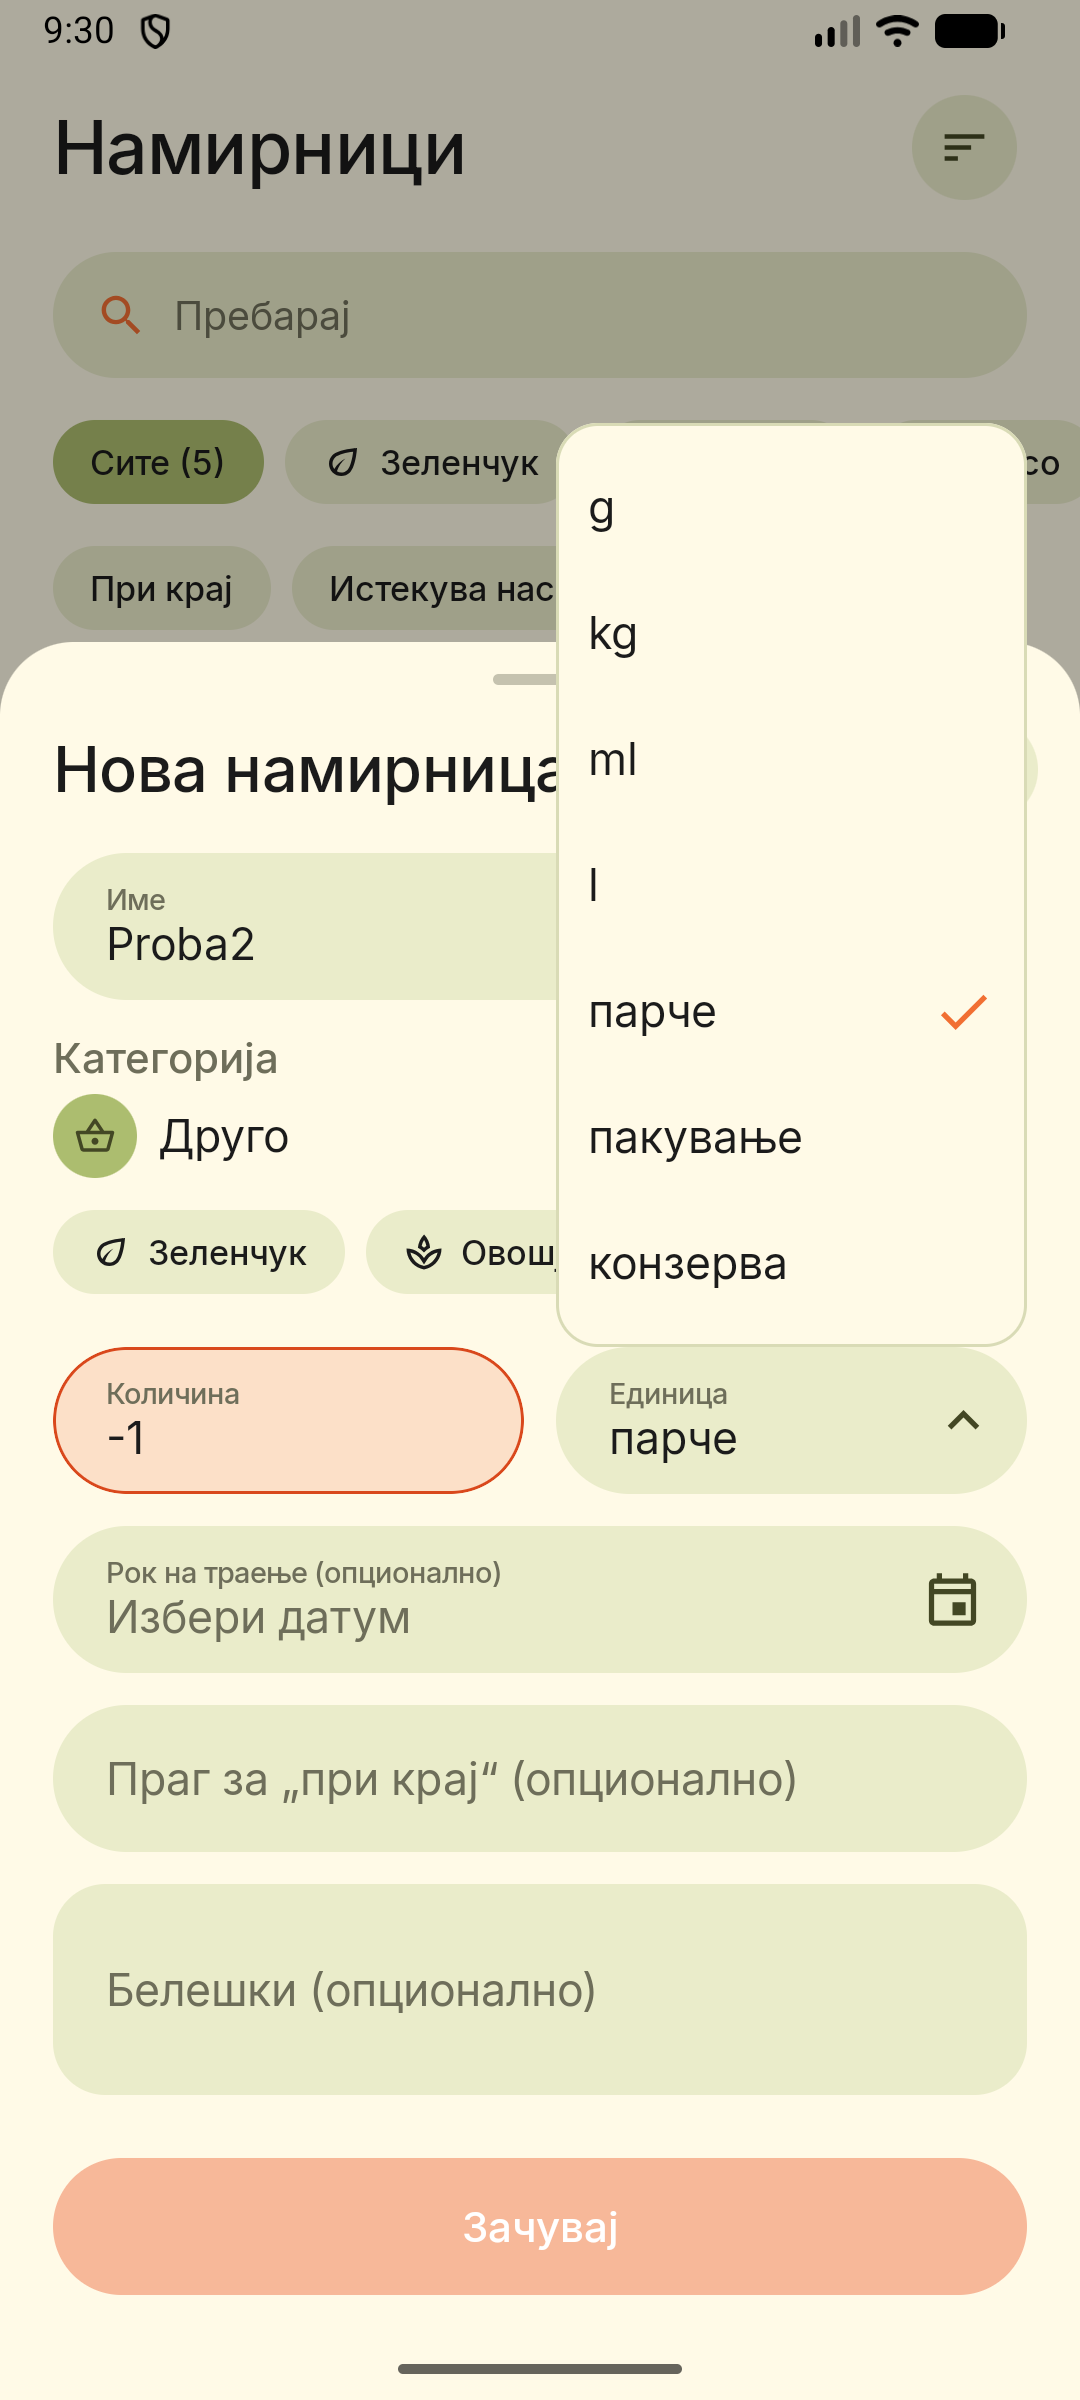 9:30
Намирници
Пребарај
Сите (5)
Зеленчук
При крај
Истекува нас
g
kg
ml
l
парче
пакување
конзерва
Нова намирница
Име
Proba2
Категорија
Друго
Зеленчук
Количина
-1
Единица
парче
Рок на траење (опционално)
Избери датум
Праг за „при крај“ (опционално)
Белешки (опционално)
Зачувај